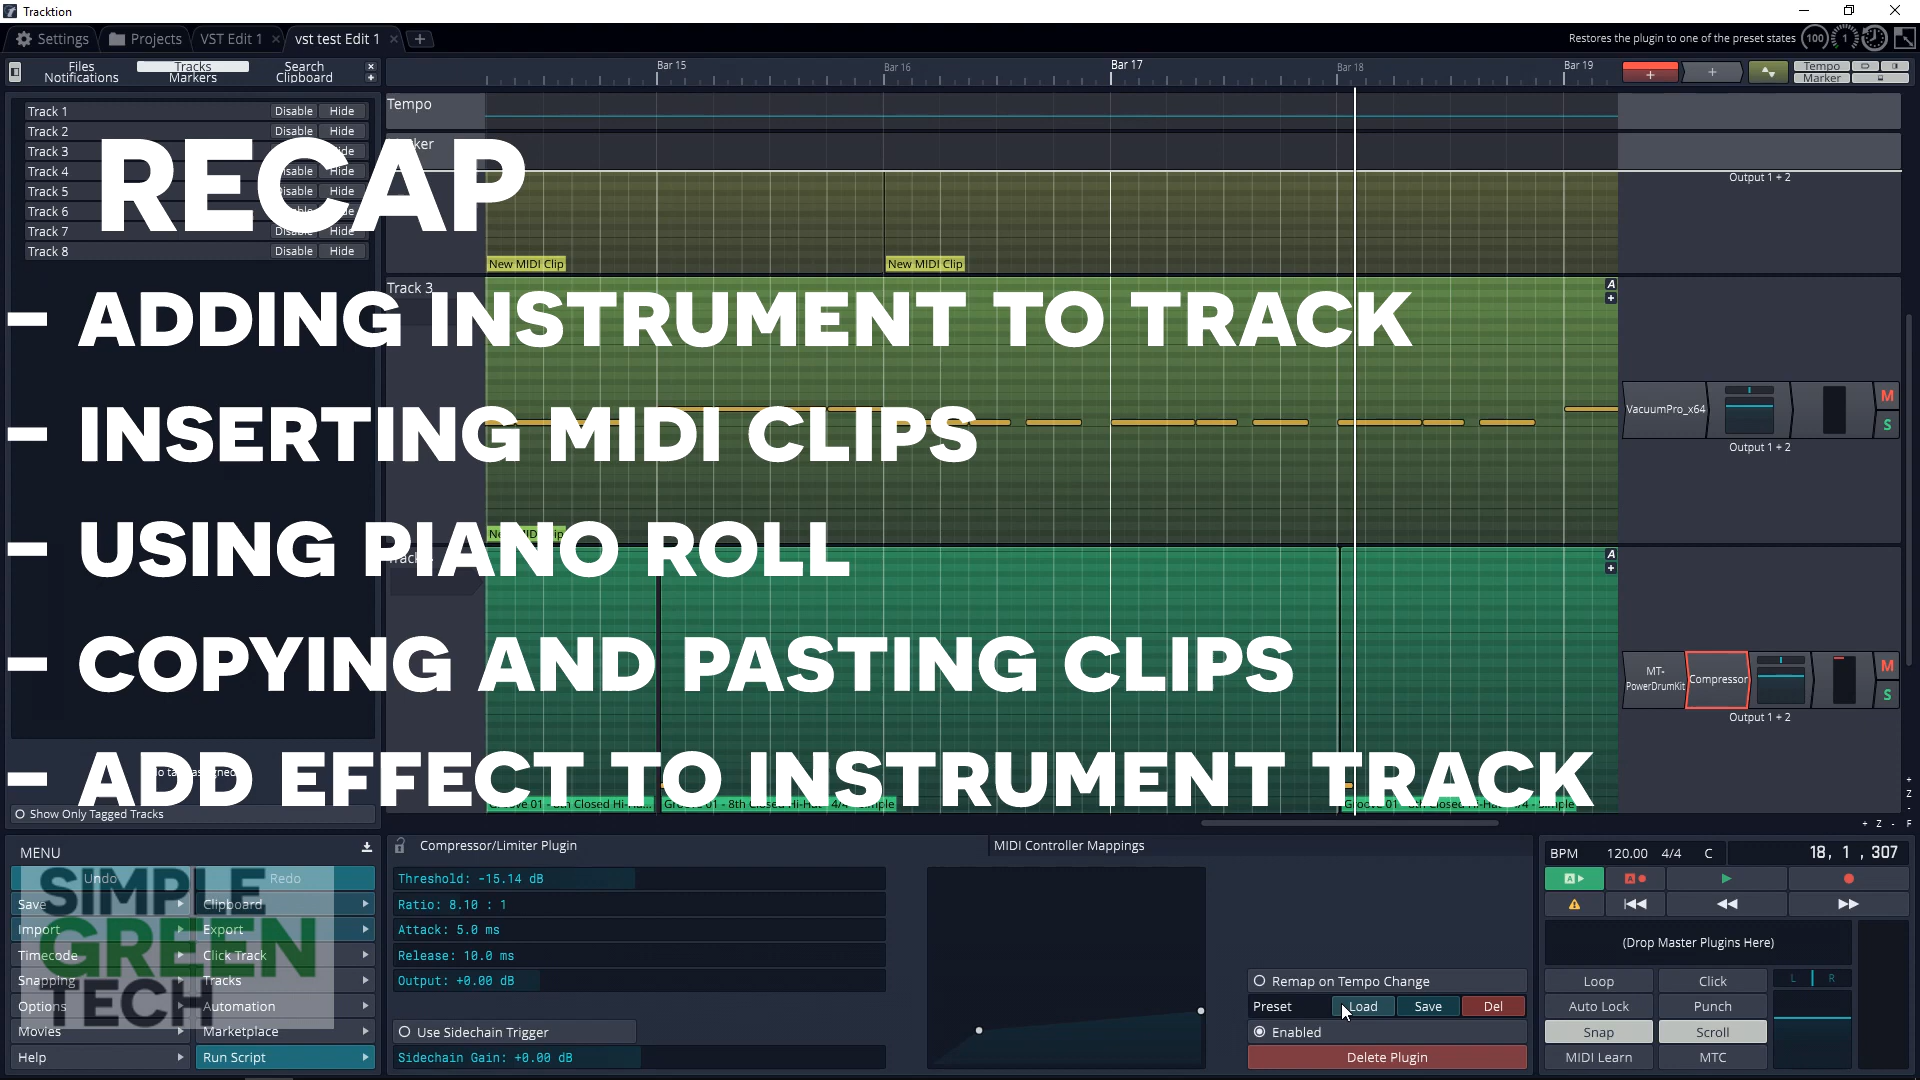 Tracktion
Settings
Projects
VST Edit 1
vst test Edit 1
Restores the plugin to one of the preset states
100
1
Files
Tracks
Search
Notifications
Markers
Clipboard
Bar 15
Bar 16
Bar 17
Bar 18
Bar 19
Tempo
Marker
Track 1 Disable Hide
Track 2 Disable Hide
Track 3
Track 4
Track 5
Track 6
Track 7
Track 8 Disable Hide
Tempo
Output 1 + 2
RECAP
New MIDI Clip
New MIDI Clip
Track 3
A
- ADDING INSTRUMENT TO TRACK
- INSERTING MIDI CLIPS
VacuumPro_x64
M
S
Output 1 + 2
- USING PIANO ROLL
A
- COPYING AND PASTING CLIPS
MT-
PowerDrumKit
Compressor
M
S
Output 1 + 2
- ADD EFFECT TO INSTRUMENT TRACK
Show Only Tagged Tracks
+ Z - F
MENU
Undo
Redo
Save
Clipboard
Import
Export
Timecode
Click Track
Snapping
Tracks
Options
Automation
Movies
Marketplace
Help
Run Script
SIMPLE
GREEN
TECH
Compressor/Limiter Plugin
Threshold: -15.14 dB
Ratio: 8.10 : 1
Attack: 5.0 ms
Release: 10.0 ms
Output: +0.00 dB
Use Sidechain Trigger
Sidechain Gain: +0.00 dB
MIDI Controller Mappings
Remap on Tempo Change
Preset Load Save Del
Enabled
Delete Plugin
BPM 120.00 4/4 C 18, 1 , 307
(Drop Master Plugins Here)
Loop
Click
L R
Auto Lock
Punch
Snap
Scroll
MIDI Learn
MTC